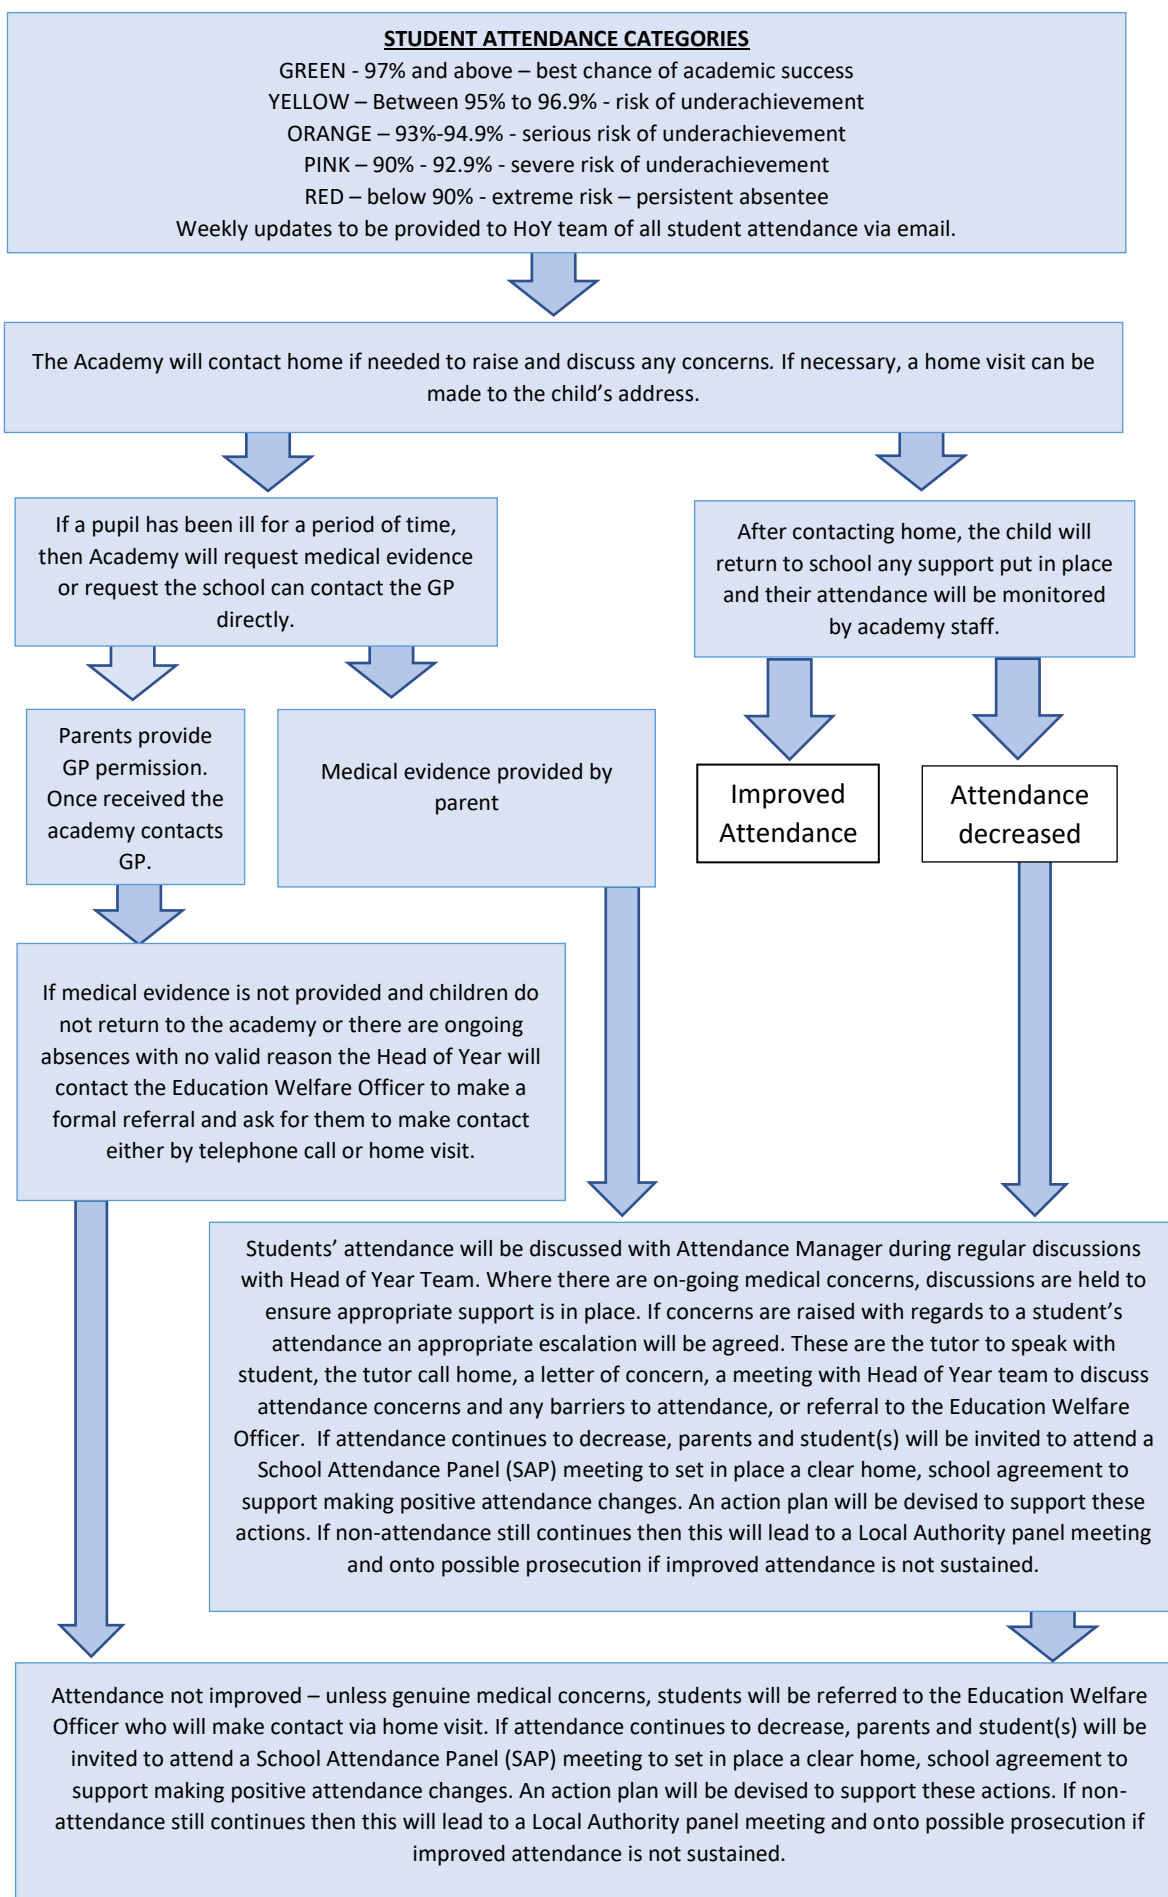 STUDENT ATTENDANCE CATEGORIES
GREEN - 97% and above – best chance of academic success
YELLOW – Between 95% to 96.9% - risk of underachievement
ORANGE – 93%-94.9% - serious risk of underachievement
PINK – 90% - 92.9% - severe risk of underachievement
RED – below 90% - extreme risk – persistent absentee
Weekly updates to be provided to HoY team of all student attendance via email.
The Academy will contact home if needed to raise and discuss any concerns. If necessary, a home visit can be
made to the child’s address.
If a pupil has been ill for a period of time,
then Academy will request medical evidence
or request the school can contact the GP
directly.
After contacting home, the child will
return to school any support put in place
and their attendance will be monitored
by academy staff.
Parents provide
GP permission.
Once received the
academy contacts
GP.
Medical evidence provided by
parent
Improved
Attendance
Attendance
decreased
If medical evidence is not provided and children do
not return to the academy or there are ongoing
absences with no valid reason the Head of Year will
contact the Education Welfare Officer to make a
formal referral and ask for them to make contact
either by telephone call or home visit.
Students’ attendance will be discussed with Attendance Manager during regular discussions
with Head of Year Team. Where there are on-going medical concerns, discussions are held to
ensure appropriate support is in place. If concerns are raised with regards to a student’s
attendance an appropriate escalation will be agreed. These are the tutor to speak with
student, the tutor call home, a letter of concern, a meeting with Head of Year team to discuss
attendance concerns and any barriers to attendance, or referral to the Education Welfare
Officer.  If attendance continues to decrease, parents and student(s) will be invited to attend a
School Attendance Panel (SAP) meeting to set in place a clear home, school agreement to
support making positive attendance changes. An action plan will be devised to support these
actions. If non-attendance still continues then this will lead to a Local Authority panel meeting
and onto possible prosecution if improved attendance is not sustained.
Attendance not improved – unless genuine medical concerns, students will be referred to the Education Welfare
Officer who will make contact via home visit. If attendance continues to decrease, parents and student(s) will be
invited to attend a School Attendance Panel (SAP) meeting to set in place a clear home, school agreement to
support making positive attendance changes. An action plan will be devised to support these actions. If non-
attendance still continues then this will lead to a Local Authority panel meeting and onto possible prosecution if
improved attendance is not sustained.